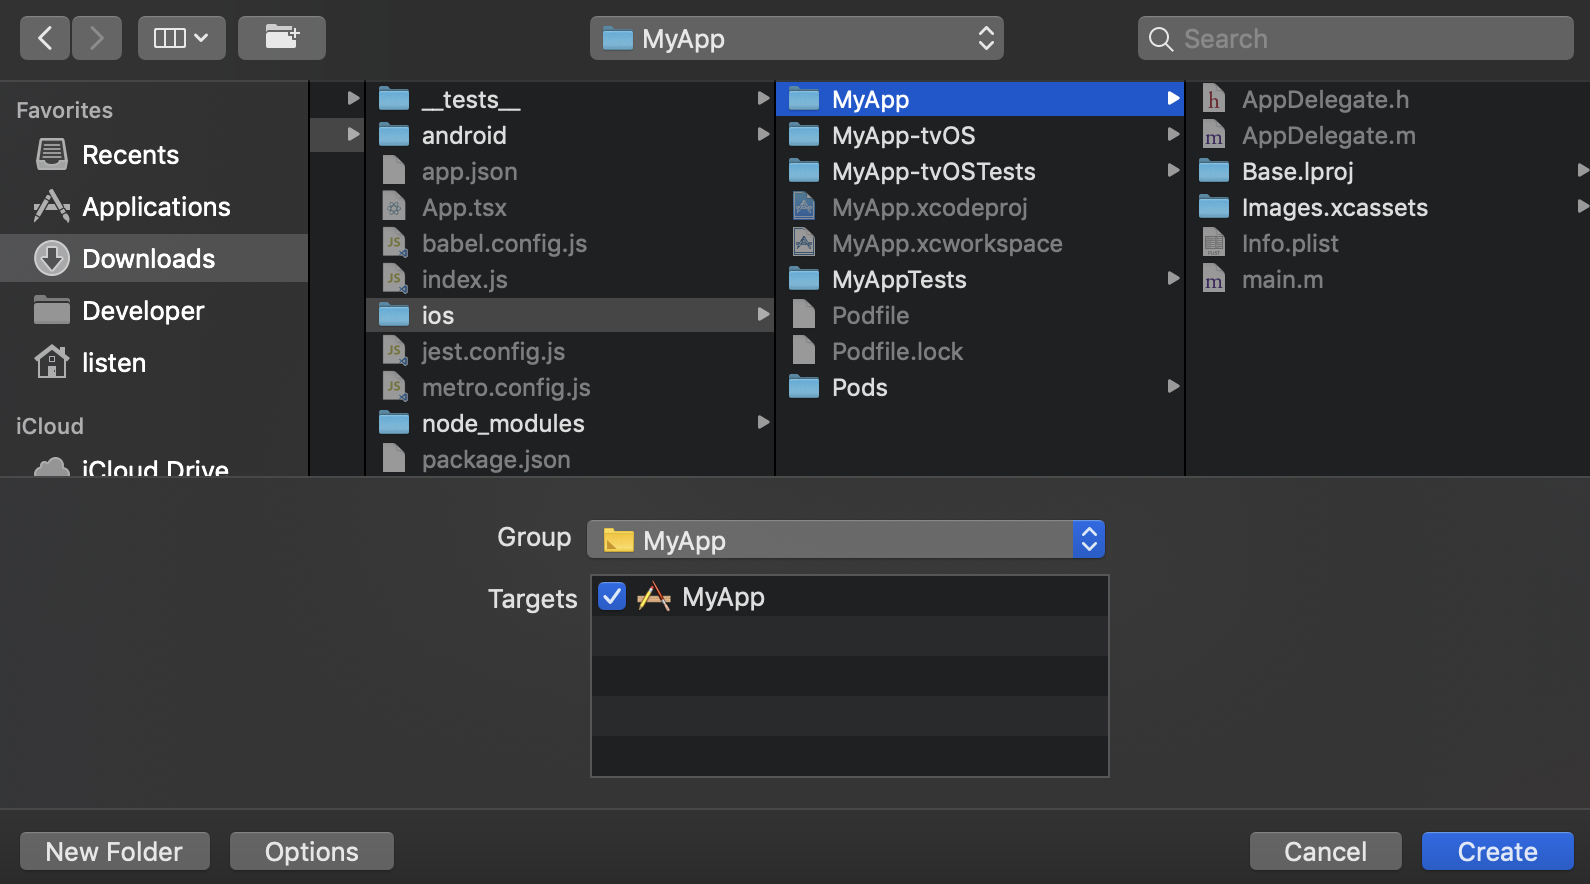 MyApp
Search
Favorites
Recents
Applications
Downloads
Developer
listen
iCloud
iCloud Drive
__tests__
android
app.json
App.tsx
babel.config.js
index.js
ios
jest.config.js
metro.config.js
node_modules
package.json
MyApp
MyApp-tvOS
MyApp-tvOSTests
MyApp.xcodeproj
MyApp.xcworkspace
MyAppTests
Podfile
Podfile.lock
Pods
AppDelegate.h
AppDelegate.m
Base.lproj
Images.xcassets
Info.plist
main.m
Group
MyApp
Targets
MyApp
New Folder
Options
Cancel
Create